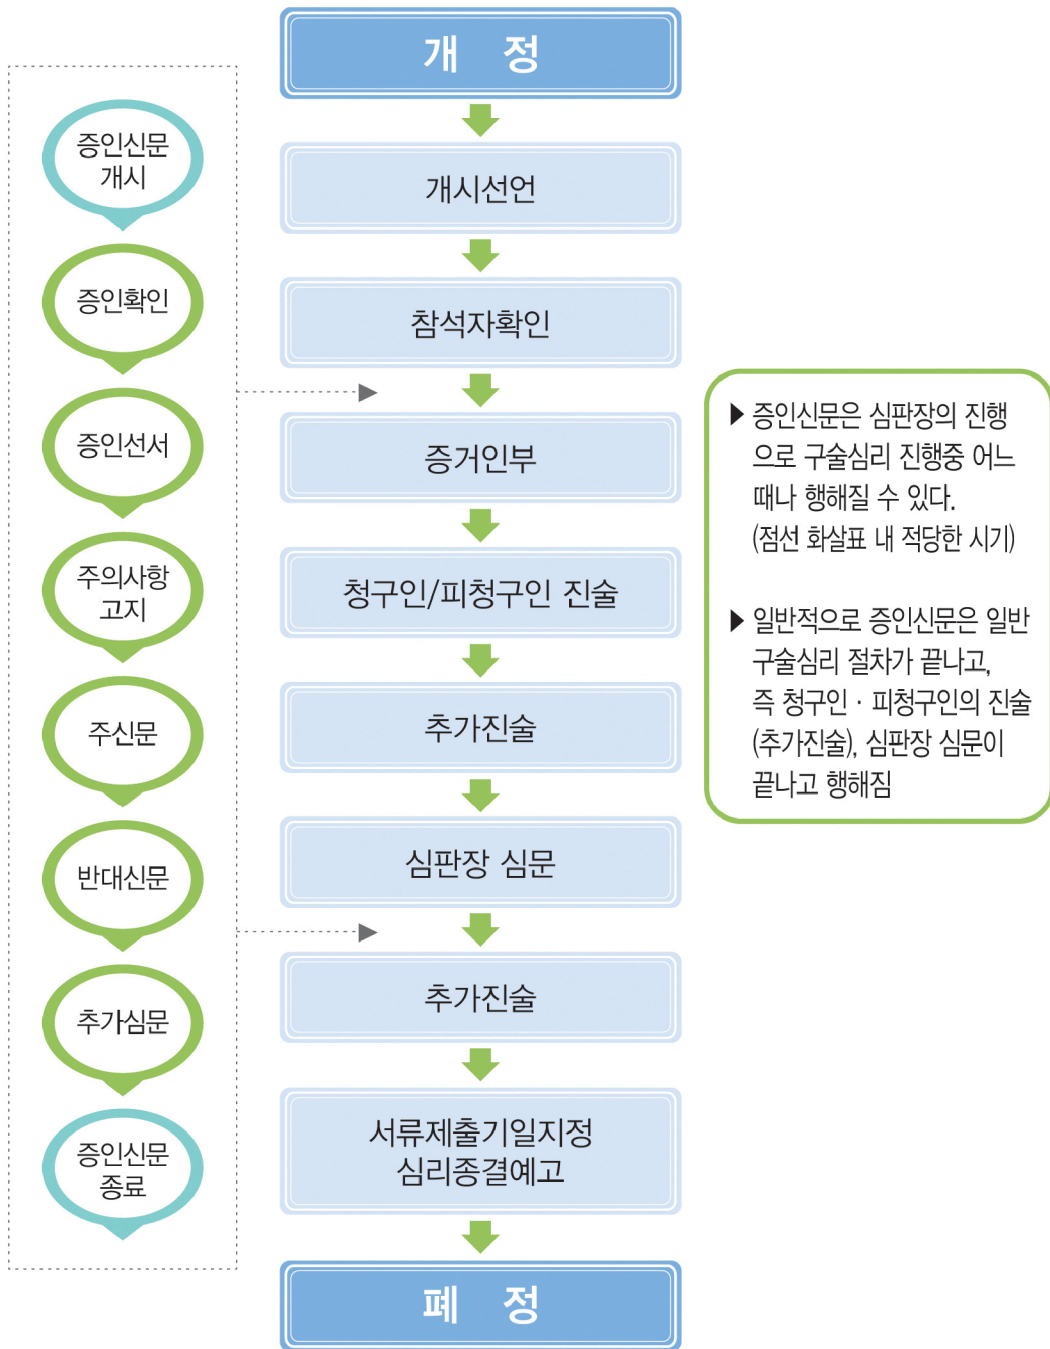 개 정
개시선언
참석자확인
증거인부
청구인/피청구인 진술
추가진술
심판장 심문
추가진술
서류제출기일지정
심리종결예고
폐 정
증인신문
개시
증인확인
증인선서
주의사항
고지
주신문
반대신문
추가심문
증인신문
종료
▶ 증인신문은 심판장의 진행
으로 구술심리 진행중 어느
때나 행해질 수 있다.
(점선 화살표 내 적당한 시기)
▶ 일반적으로 증인신문은 일반
구술심리 절차가 끝나고,
즉 청구인 · 피청구인의 진술
(추가진술), 심판장 심문이
끝나고 행해짐